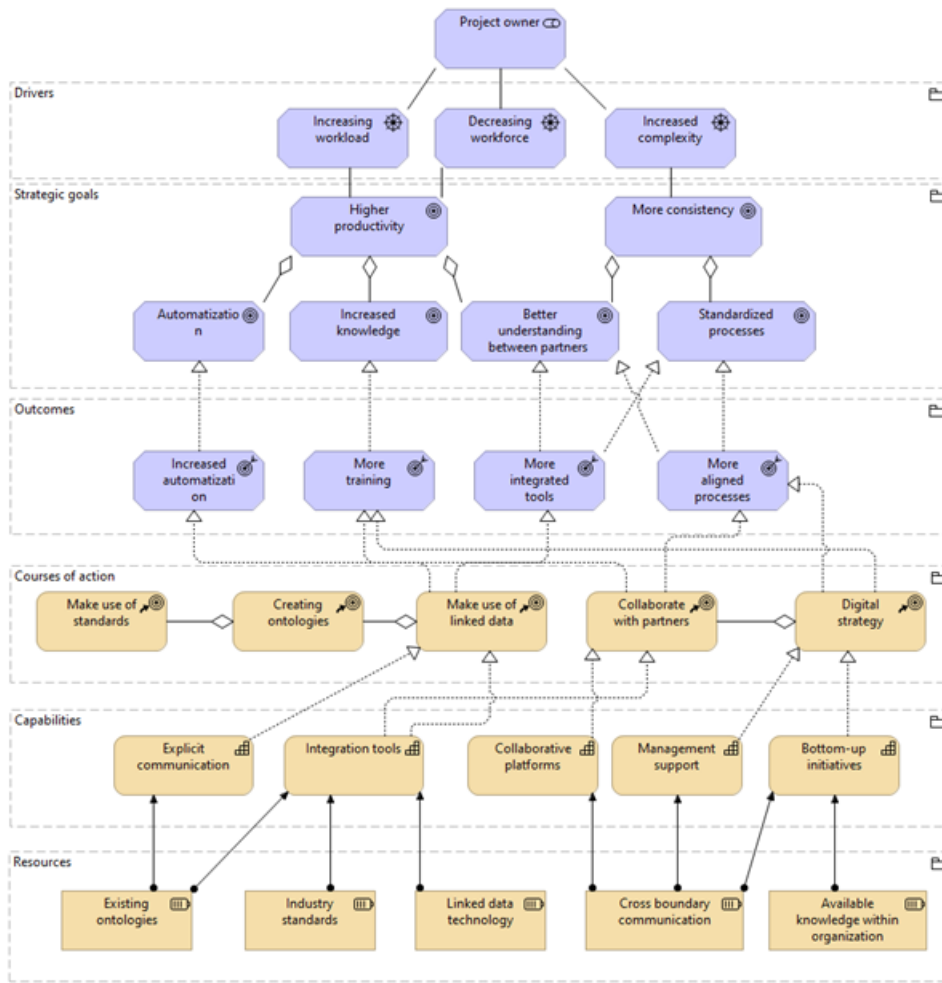 Project owner
Drivers
Increasing
workload
Decreasing
workforce
Increased
complexity
Strategic goals
Higher
productivity
More consistency
Automatizatio
n
Increased
knowledge
Better
understanding
between partners
Standardized
processes
Outcomes
Increased
automatizati
on
More
training
More
integrated
tools
More
aligned
processes
Courses of action
Make use of
standards
Creating
ontologies
Make use of
linked data
Collaborate
with partners
Digital
strategy
Capabilities
Explicit
communication
Integration tools
Collaborative
platforms
Management
support
Bottom-up
initiatives
Resources
Existing
ontologies
Industry
standards
Linked data
technology
Cross boundary
communication
Available
knowledge within
organization